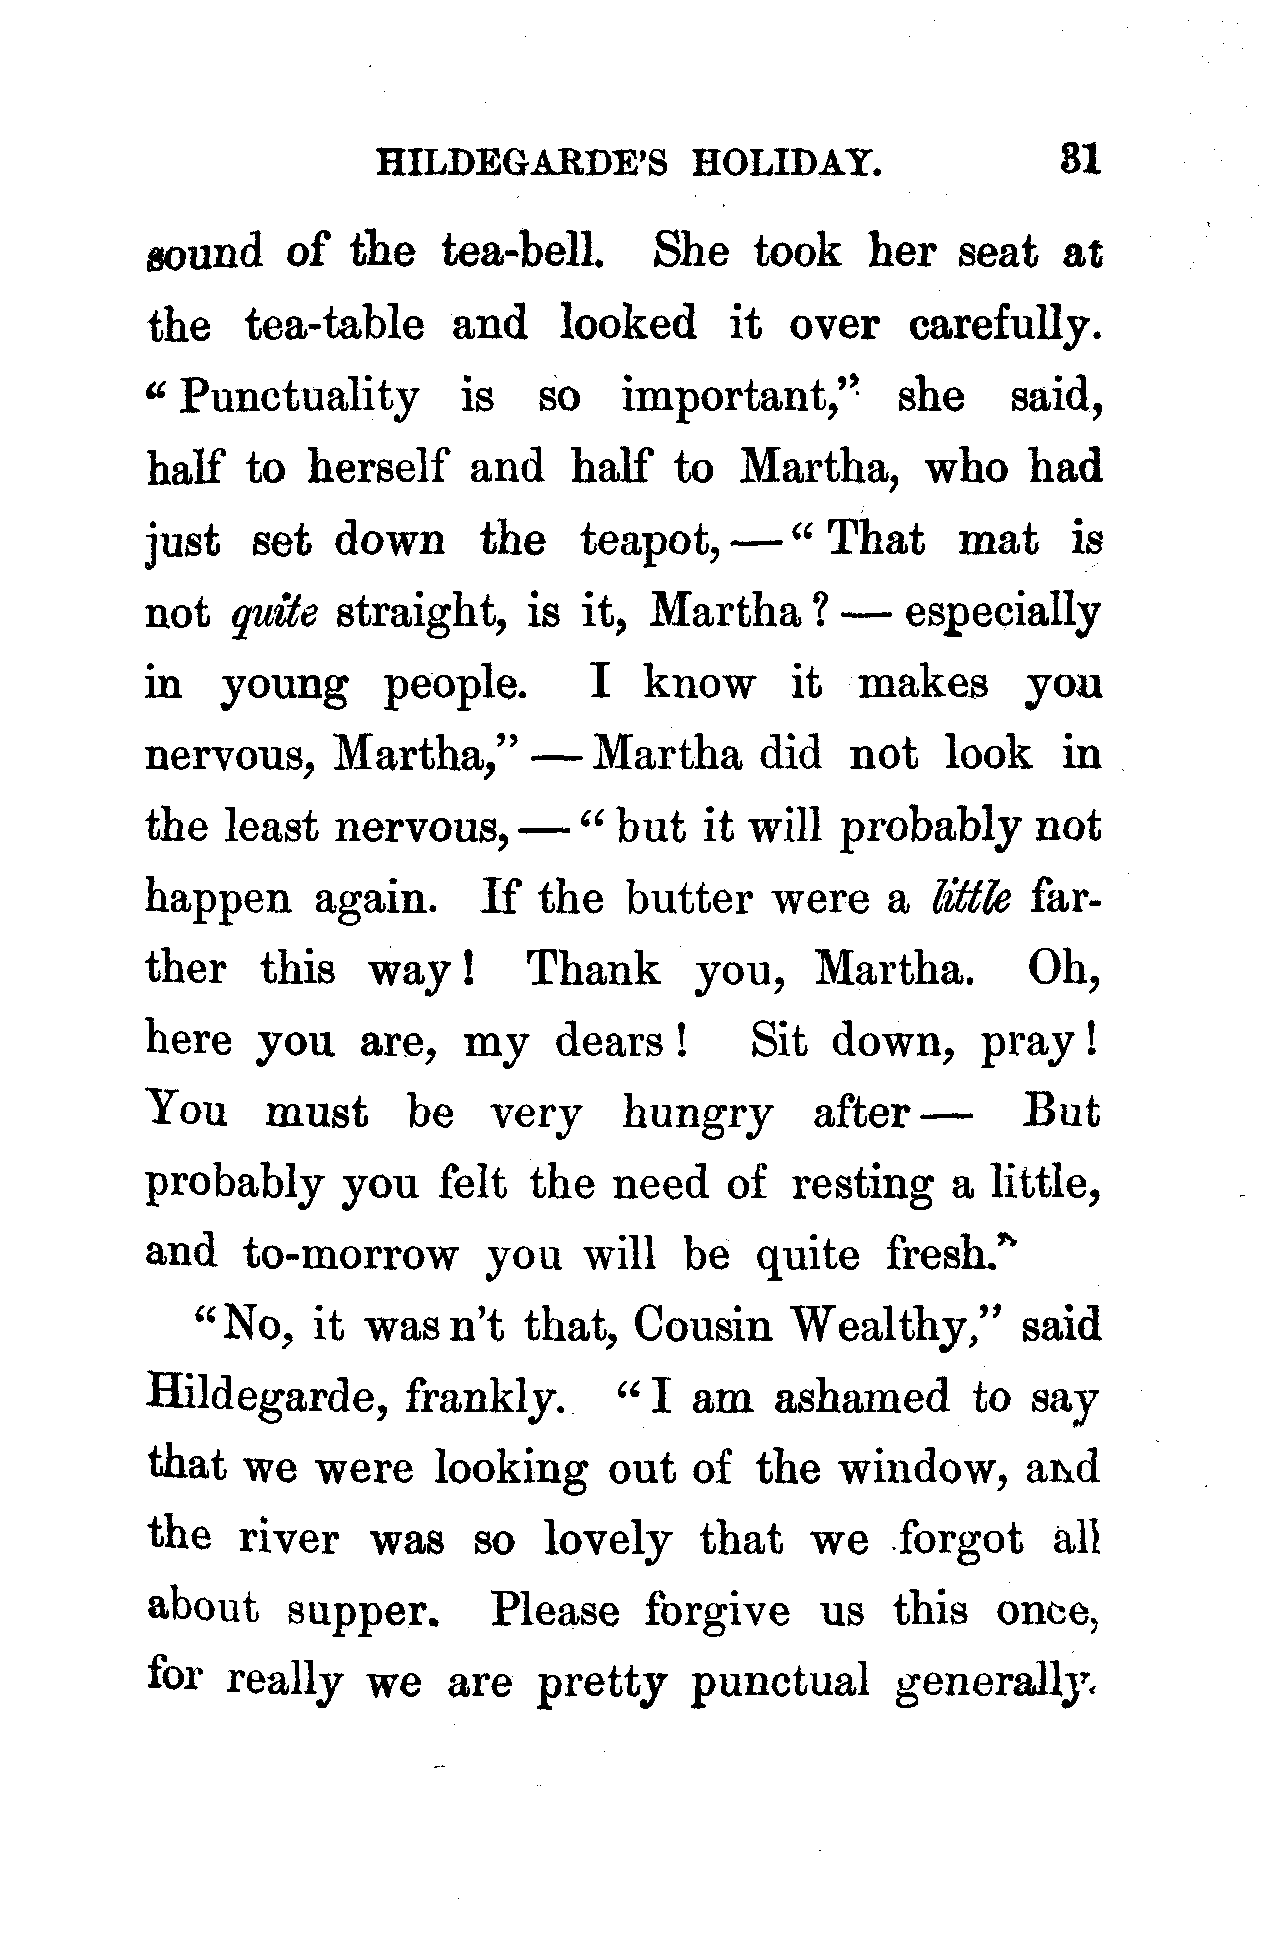 HILDEGARDE'S HOLIDAY. 31
sound of the tea-bell. She took her seat at
the tea-table and looked it over carefully.
"Punctuality is so important," she said,
half to herself and half to Martha, who had
just set down the teapot,—"That mat is
not quite straight, is it, Martha?—especially
in young people. I know it makes you
nervous, Martha,"—Martha did not look in
the least nervous,—"but it will probably not
happen again. If the butter were a little far-
ther this way! Thank you, Martha. Oh,
here you are, my dears! Sit down, pray!
You must be very hungry after— But
probably you felt the need of resting a little,
and to-morrow you will be quite fresh."
"No, it was n't that, Cousin Wealthy," said
Hildegarde, frankly. "I am ashamed to say
that we were looking out of the window, and
the river was so lovely that we forgot all
about supper. Please forgive us this once,
for really we are pretty punctual generally.